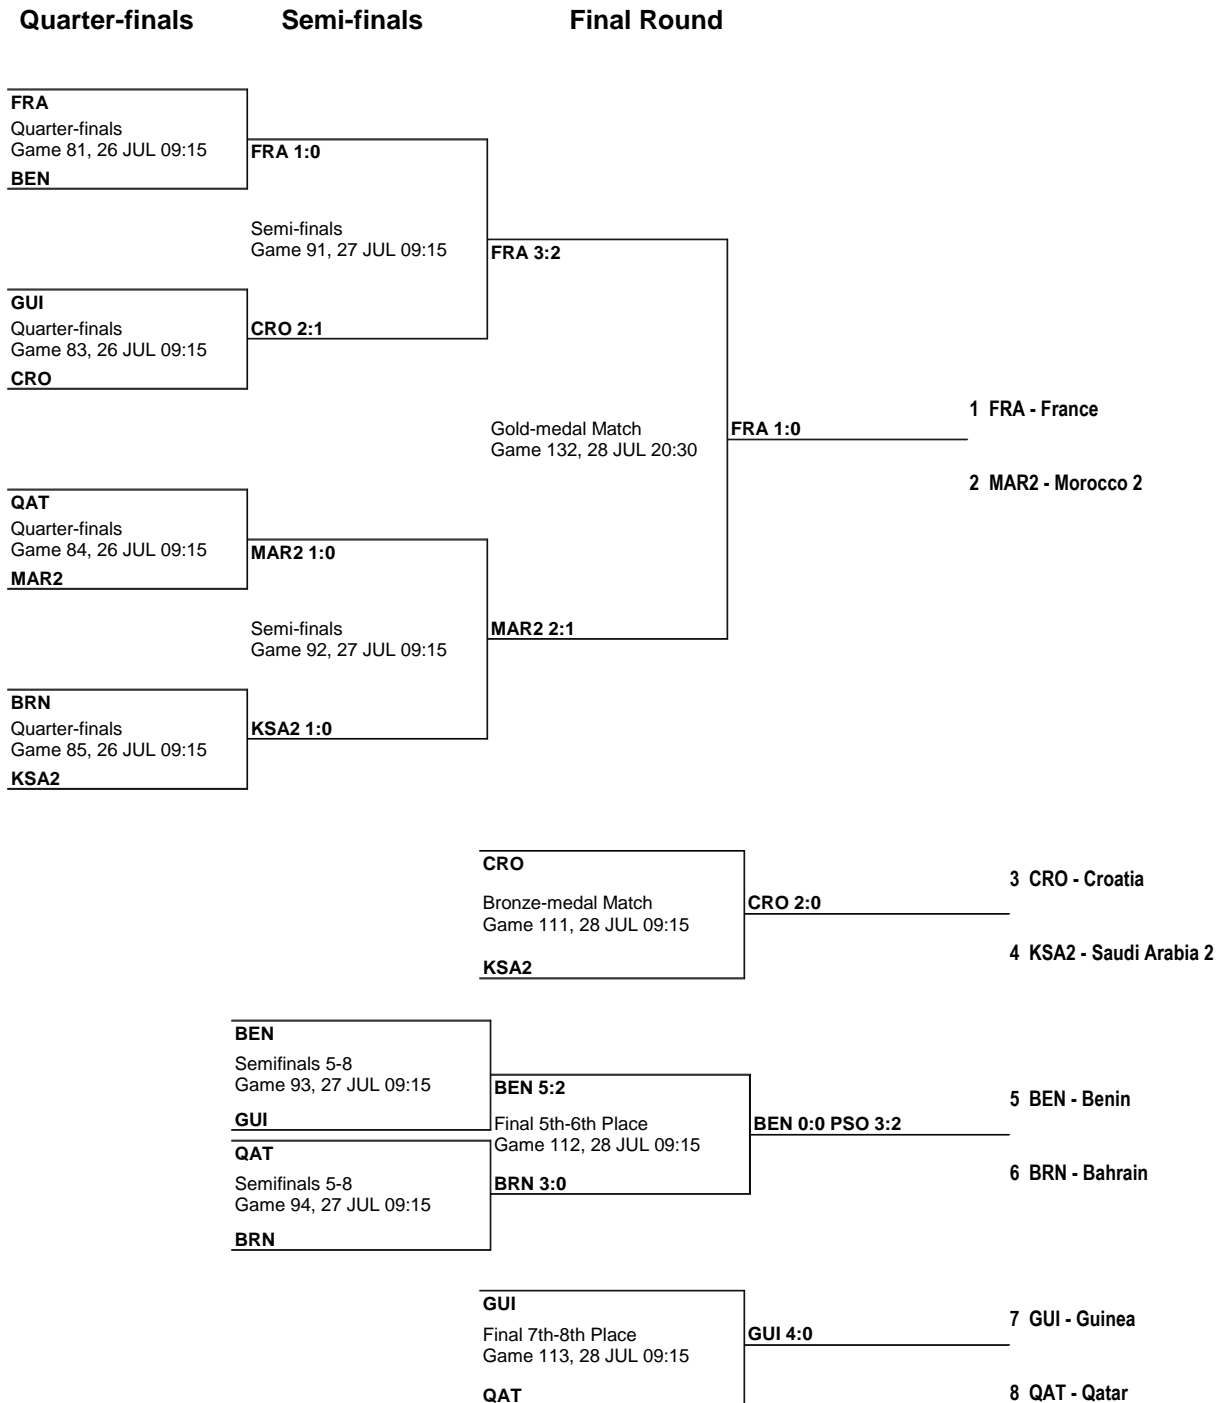 Quarter-finals Semi-finals Final Round
FRA
Quarter-finals
Game 81, 26 JUL 09:15
BEN
FRA 1:0
Semi-finals
Game 91, 27 JUL 09:15
FRA 3:2
GUI
Quarter-finals
Game 83, 26 JUL 09:15
CRO
CRO 2:1
Gold-medal Match
Game 132, 28 JUL 20:30
FRA 1:0
1 FRA - France
2 MAR2 - Morocco 2
QAT
Quarter-finals
Game 84, 26 JUL 09:15
MAR2
MAR2 1:0
Semi-finals
Game 92, 27 JUL 09:15
MAR2 2:1
BRN
Quarter-finals
Game 85, 26 JUL 09:15
KSA2
KSA2 1:0
CRO
Bronze-medal Match
Game 111, 28 JUL 09:15
KSA2
CRO 2:0
3 CRO - Croatia
4 KSA2 - Saudi Arabia 2
BEN
Semifinals 5-8
Game 93, 27 JUL 09:15
GUI
BEN 5:2
Final 5th-6th Place
Game 112, 28 JUL 09:15
BEN 0:0 PSO 3:2
5 BEN - Benin
6 BRN - Bahrain
QAT
Semifinals 5-8
Game 94, 27 JUL 09:15
BRN
BRN 3:0
GUI
Final 7th-8th Place
Game 113, 28 JUL 09:15
QAT
GUI 4:0
7 GUI - Guinea
8 QAT - Qatar